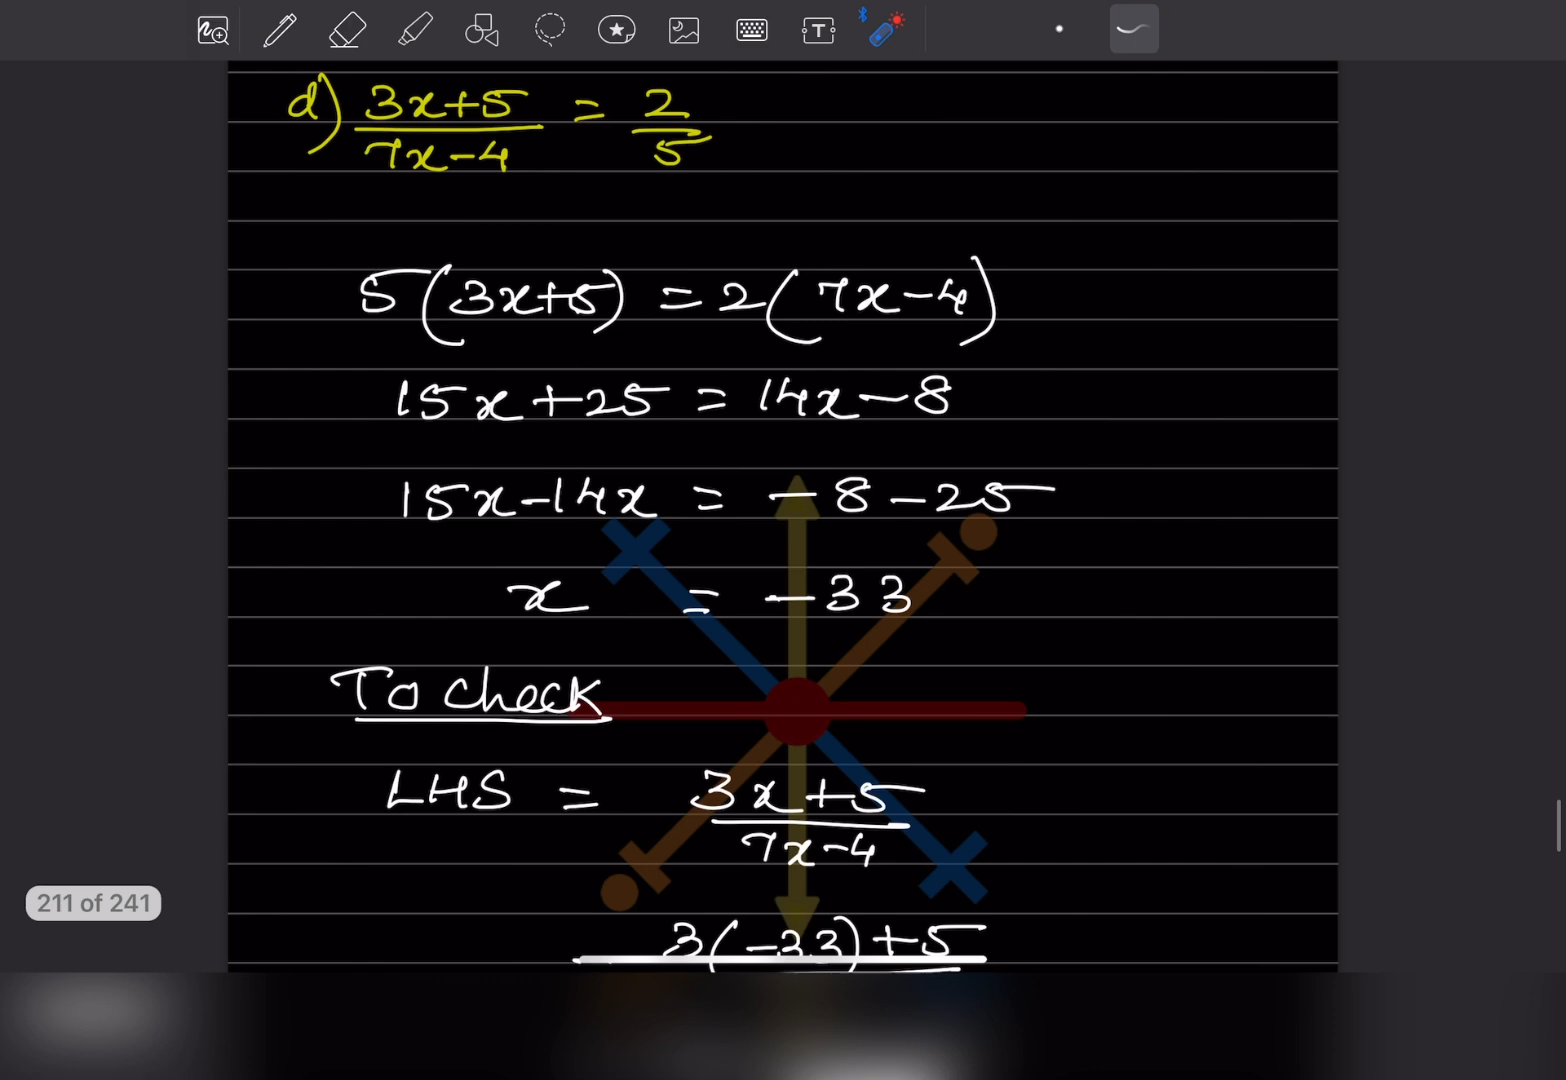 d) 3x+5 / 7x-4 = 2/5
5(3x+5) = 2(7x-4)
15x+25 = 14x-8
15x-14x = -8-25
x = -33
To check
LHS = 3x+5 / 7x-4
3(-33)+5
211 of 241